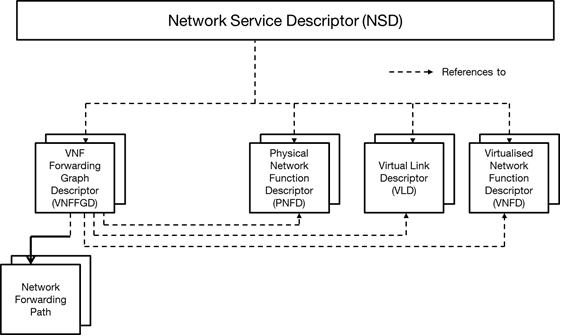 Network Service Descriptor (NSD)
References to
VNF
Forwarding
Graph
Descriptor
(VNFFGD)
Physical
Network
Function
Descriptor
(PNFD)
Virtual Link
Descriptor
(VLD)
Virtualised
Network
Function
Descriptor
(VNFD)
Network
Forwarding
Path